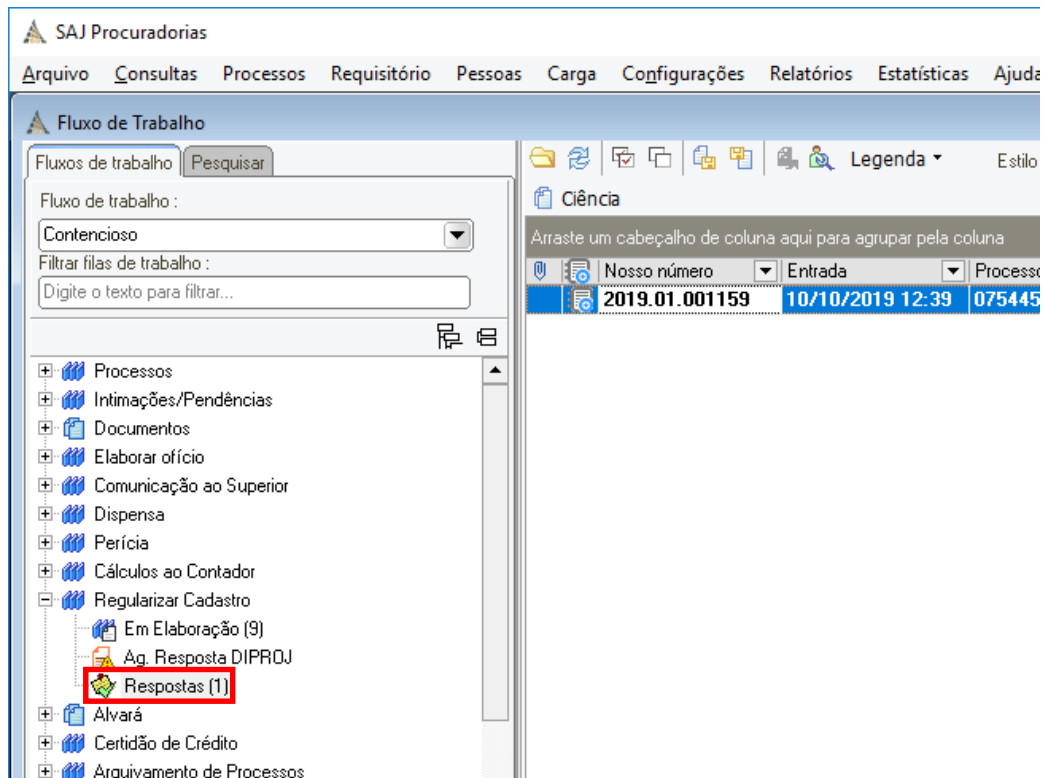 SAJ Procuradorias
Arquivo Consultas Processos Requisitório Pessoas Carga Configurações Relatórios Estatísticas Ajuda
Fluxo de Trabalho
Fluxos de trabalho Pesquisar
Fluxo de trabalho :
Contencioso
Filtrar filas de trabalho :
Digite o texto para filtrar...
Processos
Intimações/Pendências
Documentos
Elaborar ofício
Comunicação ao Superior
Dispensa
Perícia
Cálculos ao Contador
Regularizar Cadastro
Em Elaboração (9)
Ag. Resposta DIPROJ
Respostas (1)
Alvará
Certidão de Crédito
Arquivamento de Processos
Legenda Estilo
Ciência
Arraste um cabeçalho de coluna aqui para agrupar pela coluna
Nosso número Entrada Processo
2019.01.001159 10/10/2019 12:39 075445